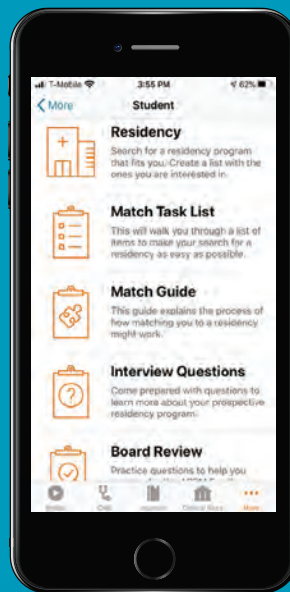 T-Mobile 3:55 PM 62%
More Student
Residency
Search for a residency program
that fits you. Create a list with the
ones you are interested in.
Match Task List
This will walk you through a list of
items to make your search for a
residency as easy as possible.
Match Guide
This guide explains the process of
how matching you to a residency
might work.
Interview Questions
Come prepared with questions to
learn more about your prospective
residency program.
Board Review
Practice questions to help you
More